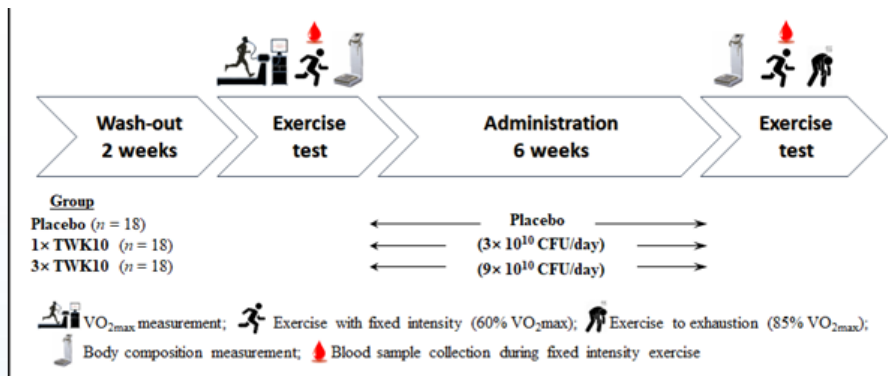 Wash-out
2 weeks
Exercise
test
Administration
6 weeks
Exercise
test
Group
Placebo (n = 18)
1× TWK10 (n = 18)
3× TWK10 (n = 18)
Placebo
(3× 10¹⁰ CFU/day)
(9× 10¹⁰ CFU/day)
VO₂max measurement; Exercise with fixed intensity (60% VO₂max); Exercise to exhaustion (85% VO₂max);
Body composition measurement; Blood sample collection during fixed intensity exercise